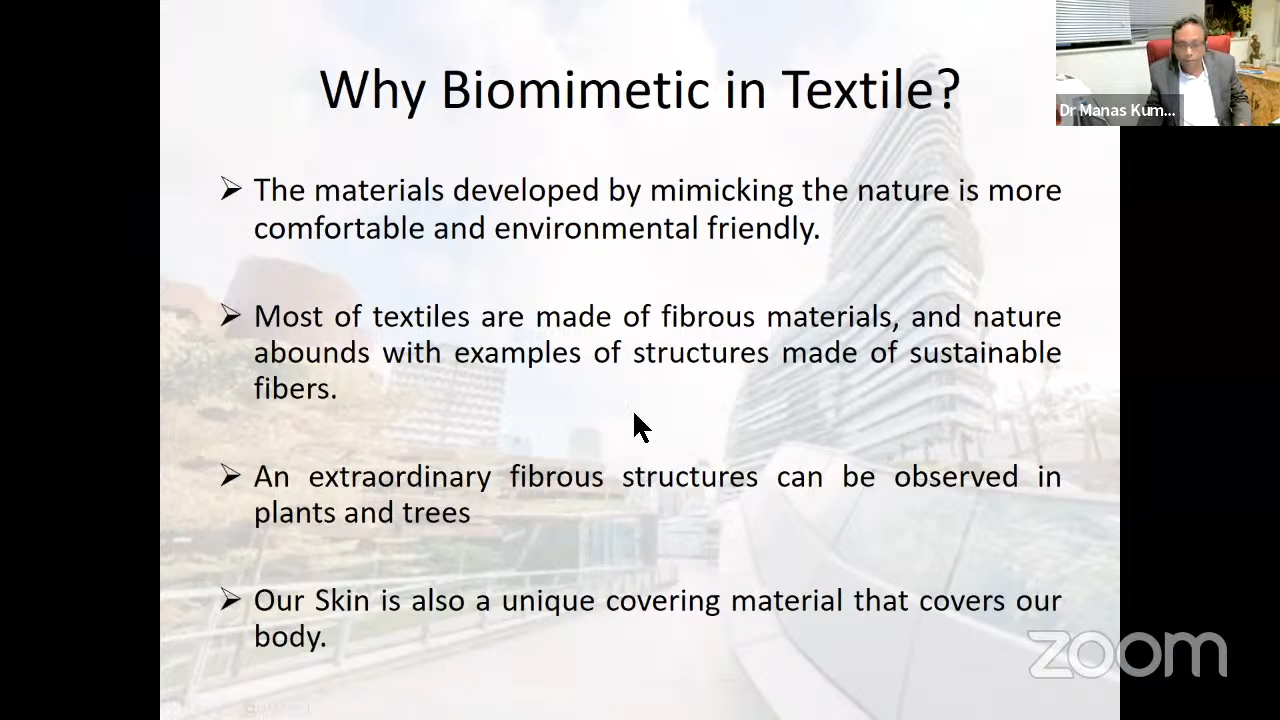 Why Biomimetic in Textile?
Dr Manas Kum...
➢ The materials developed by mimicking the nature is more
comfortable and environmental friendly.
➢ Most of textiles are made of fibrous materials, and nature
abounds with examples of structures made of sustainable
fibers.
➢ An extraordinary fibrous structures can be observed in
plants and trees
➢ Our Skin is also a unique covering material that covers our
body.
zoom